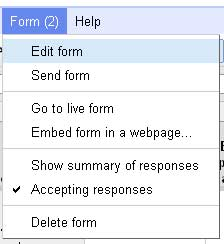 Form (2) Help
Edit form
Send form
Go to live form
Embed form in a webpage...
Show summary of responses
Accepting responses
Delete form